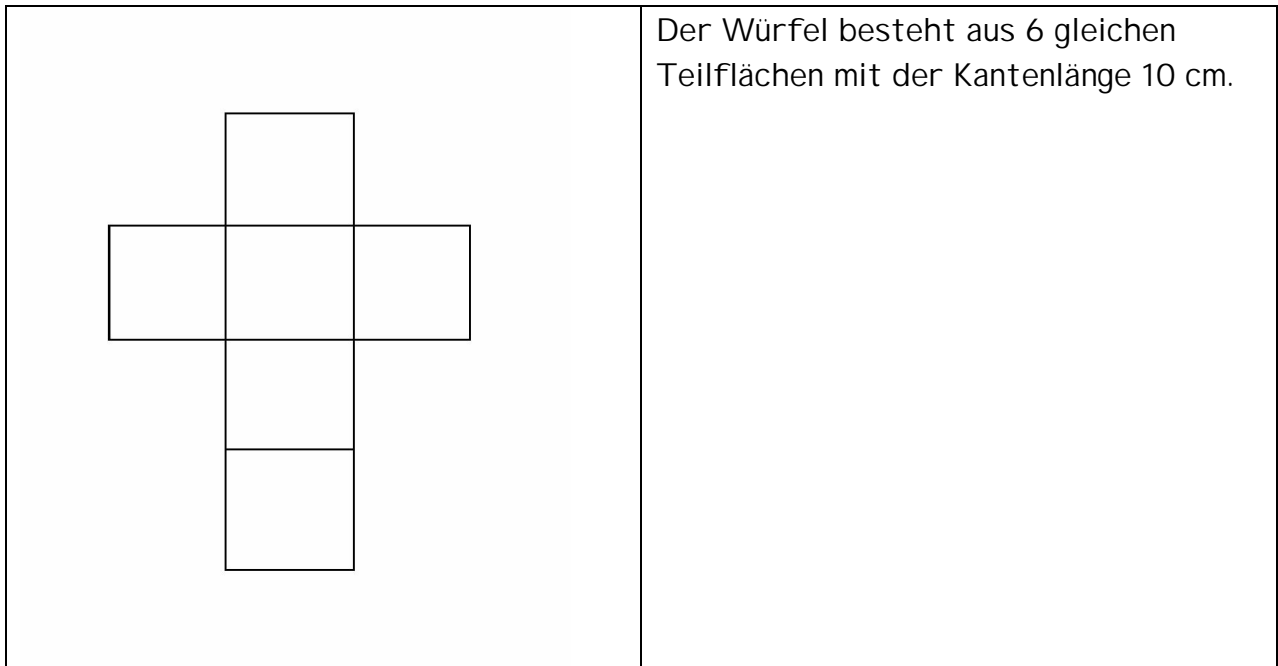 Der Würfel besteht aus 6 gleichen
Teilflächen mit der Kantenlänge 10 cm.